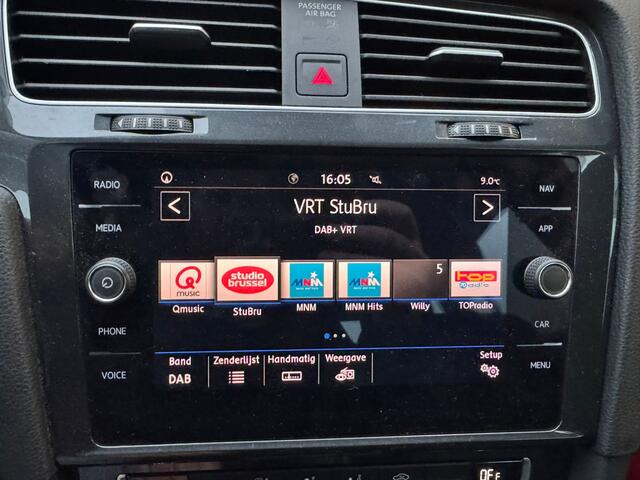 PASSENGER
AIR BAG
RADIO
MEDIA
PHONE
VOICE
16:05
9.0°C
<
VRT StuBru
>
DAB+ VRT
Q
MUSIC
studio
brussel
MNM
MNM
5
top
radio
Qmusic
StuBru
MNM
MNM Hits
Willy
TOPradio
Band
DAB
Zenderlijst
Handmatig
Weergave
Setup
NAV
APP
CAR
MENU
OFF